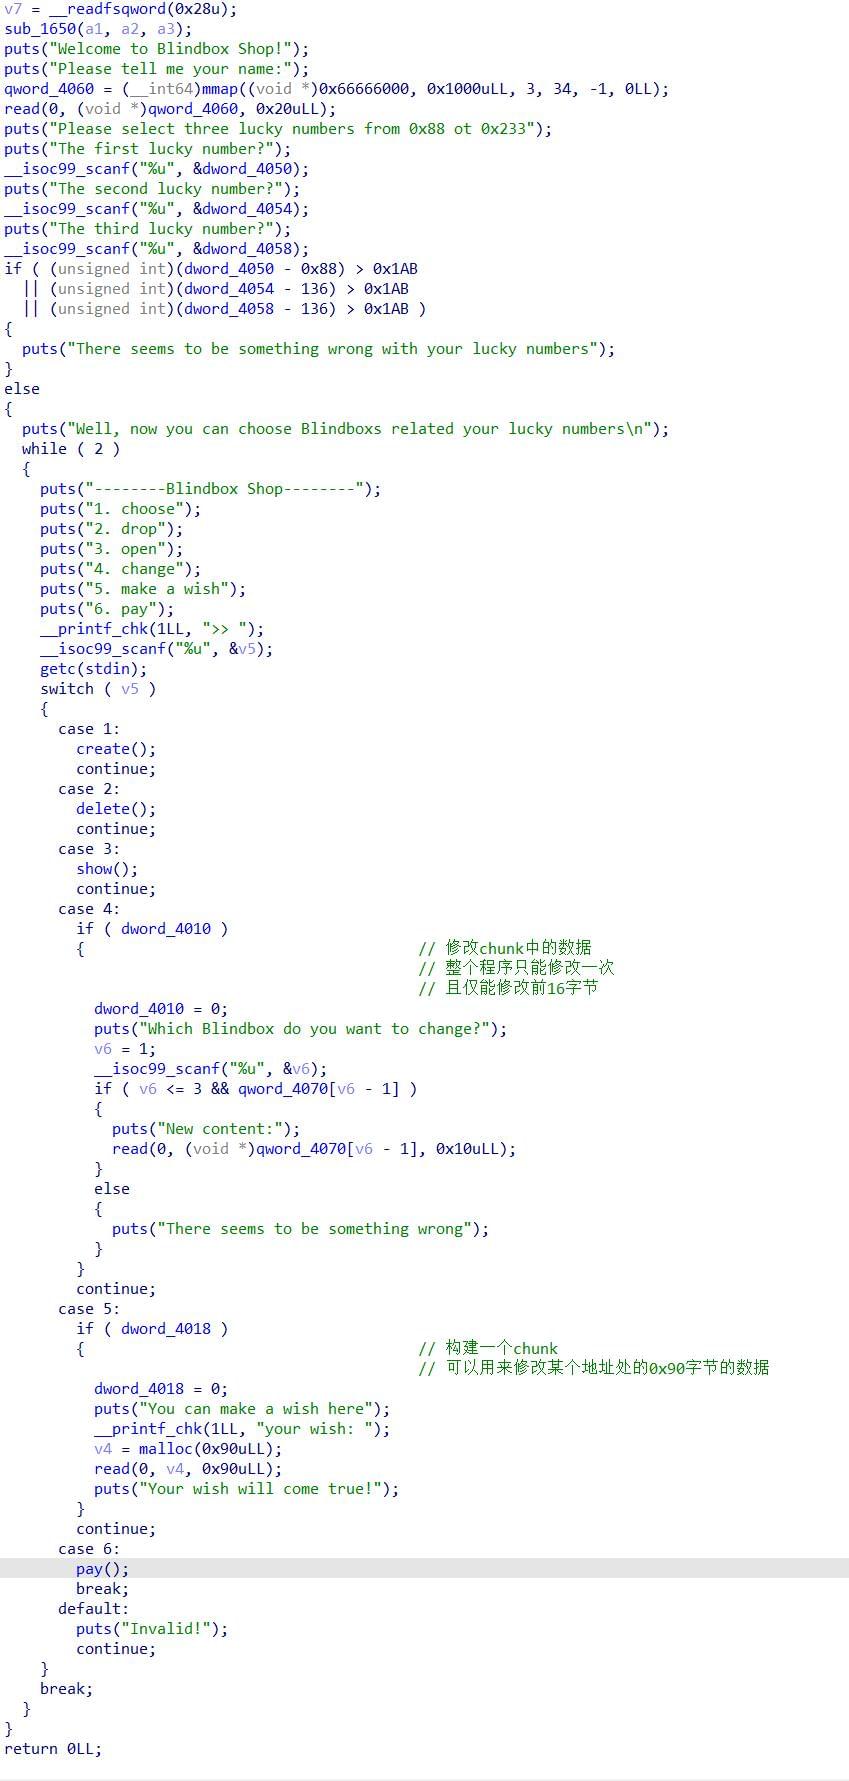 v7 = __readfsqword(0x28u);
sub_1650(a1, a2, a3);
puts("Welcome to Blindbox Shop!");
puts("Please tell me your name:");
qword_4060 = (__int64)mmap((void *)0x66666000, 0x1000uLL, 3, 34, -1, 0LL);
read(0, (void *)qword_4060, 0x20uLL);
puts("Please select three lucky numbers from 0x88 ot 0x233");
puts("The first lucky number?");
__isoc99_scanf("%u", &dword_4050);
puts("The second lucky number?");
__isoc99_scanf("%u", &dword_4054);
puts("The third lucky number?");
__isoc99_scanf("%u", &dword_4058);
if ( (unsigned int)(dword_4050 - 0x88) > 0x1AB
  || (unsigned int)(dword_4054 - 136) > 0x1AB
  || (unsigned int)(dword_4058 - 136) > 0x1AB )
{
  puts("There seems to be something wrong with your lucky numbers");
}
else
{
  puts("Well, now you can choose Blindboxs related your lucky numbers\n");
  while ( 2 )
  {
    puts("--------Blindbox Shop--------");
    puts("1. choose");
    puts("2. drop");
    puts("3. open");
    puts("4. change");
    puts("5. make a wish");
    puts("6. pay");
    __printf_chk(1LL, ">> ");
    __isoc99_scanf("%u", &v5);
    getc(stdin);
    switch ( v5 )
    {
      case 1:
        create();
        continue;
      case 2:
        delete();
        continue;
      case 3:
        show();
        continue;
      case 4:
        if ( dword_4010 )
        {                                     // 修改chunk中的数据
                                              // 整个程序只能修改一次
                                              // 且仅能修改前16字节
          dword_4010 = 0;
          puts("Which Blindbox do you want to change?");
          v6 = 1;
          __isoc99_scanf("%u", &v6);
          if ( v6 <= 3 && qword_4070[v6 - 1] )
          {
            puts("New content:");
            read(0, (void *)qword_4070[v6 - 1], 0x10uLL);
          }
          else
          {
            puts("There seems to be something wrong");
          }
        }
        continue;
      case 5:
        if ( dword_4018 )
        {                                     // 构建一个chunk
                                              // 可以用来修改某个地址处的0x90字节的数据
          dword_4018 = 0;
          puts("You can make a wish here");
          __printf_chk(1LL, "your wish: ");
          v4 = malloc(0x90uLL);
          read(0, v4, 0x90uLL);
          puts("Your wish will come true!");
        }
        continue;
      case 6:
        pay();
        break;
      default:
        puts("Invalid!");
        continue;
    }
    break;
  }
}
return 0LL;